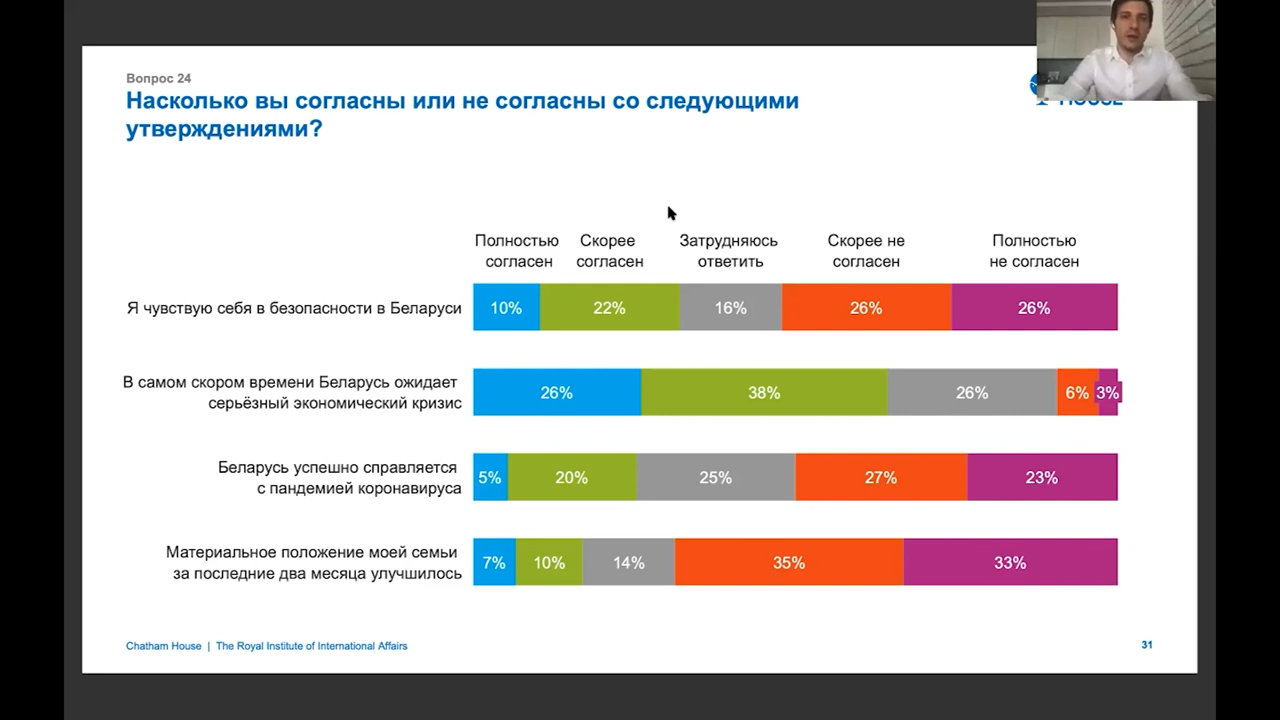 Вопрос 24
Насколько вы согласны или не согласны со следующими
утверждениями?
HOUSE
Полностью согласен
Скорее согласен
Затрудняюсь ответить
Скорее не согласен
Полностью не согласен
Я чувствую себя в безопасности в Беларуси
10% 22% 16% 26% 26%
В самом скором времени Беларусь ожидает
серьёзный экономический кризис
26% 38% 26% 6% 3%
Беларусь успешно справляется
с пандемией коронавируса
5% 20% 25% 27% 23%
Материальное положение моей семьи
за последние два месяца улучшилось
7% 10% 14% 35% 33%
Chatham House | The Royal Institute of International Affairs
31